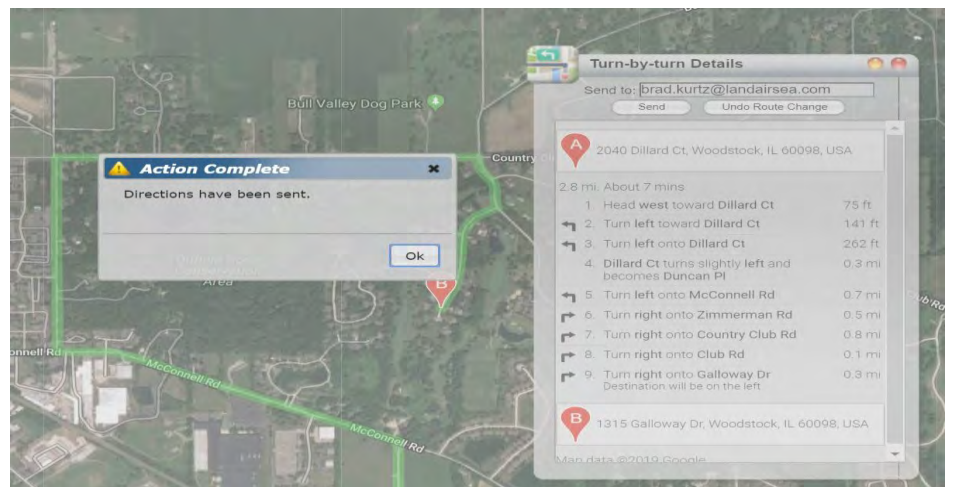 Bull Valley Dog Park
Country
Action Complete
Directions have been sent.
Ok
Area
B
McConnell Rd
McConnell Rd
onnell Rd
Turn-by-turn Details
Send to: brad.kurtz@landairsea.com
Send Undo Route Change
A 2040 Dillard Ct, Woodstock, IL 60098, USA
2.8 mi. About 7 mins
1. Head west toward Dillard Ct 75 ft
2. Turn left toward Dillard Ct 141 ft
3. Turn left onto Dillard Ct 262 ft
4. Dillard Ct turns slightly left and 0.3 mi
becomes Duncan Pl
5. Turn left onto McConnell Rd 0.7 mi
6. Turn right onto Zimmerman Rd 0.5 mi
7. Turn right onto Country Club Rd 0.8 mi
8. Turn right onto Club Rd 0.1 mi
9. Turn right onto Galloway Dr 0.3 mi
Destination will be on the left
B 1315 Galloway Dr, Woodstock, IL 60098, USA
Map data ©2019 Google
ub Rd